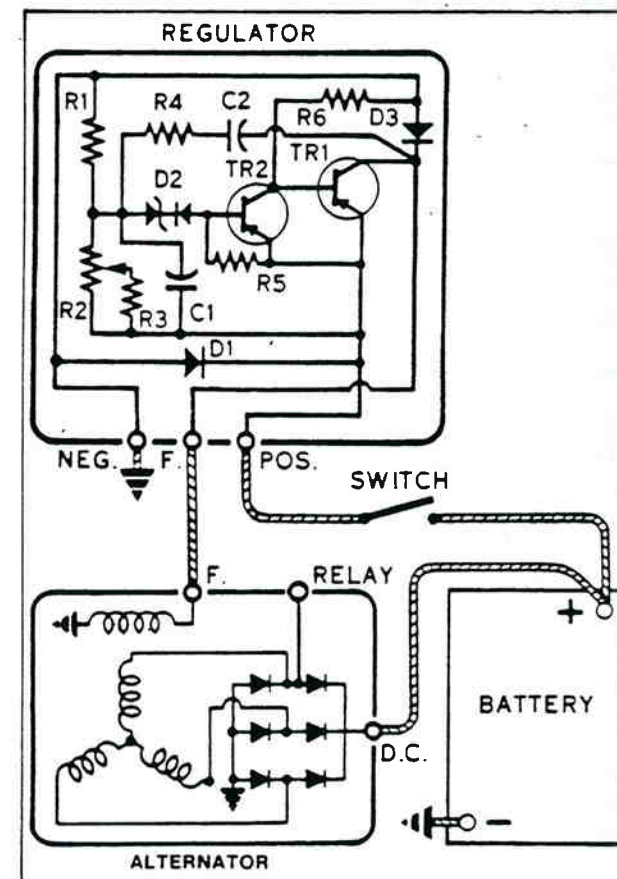 REGULATOR
R1
R4
C2
R6
D3
TR2
TR1
D2
R5
R2
R3
C1
D1
NEG.
F.
POS.
SWITCH
F.
RELAY
+
BATTERY
D.C.
-
ALTERNATOR